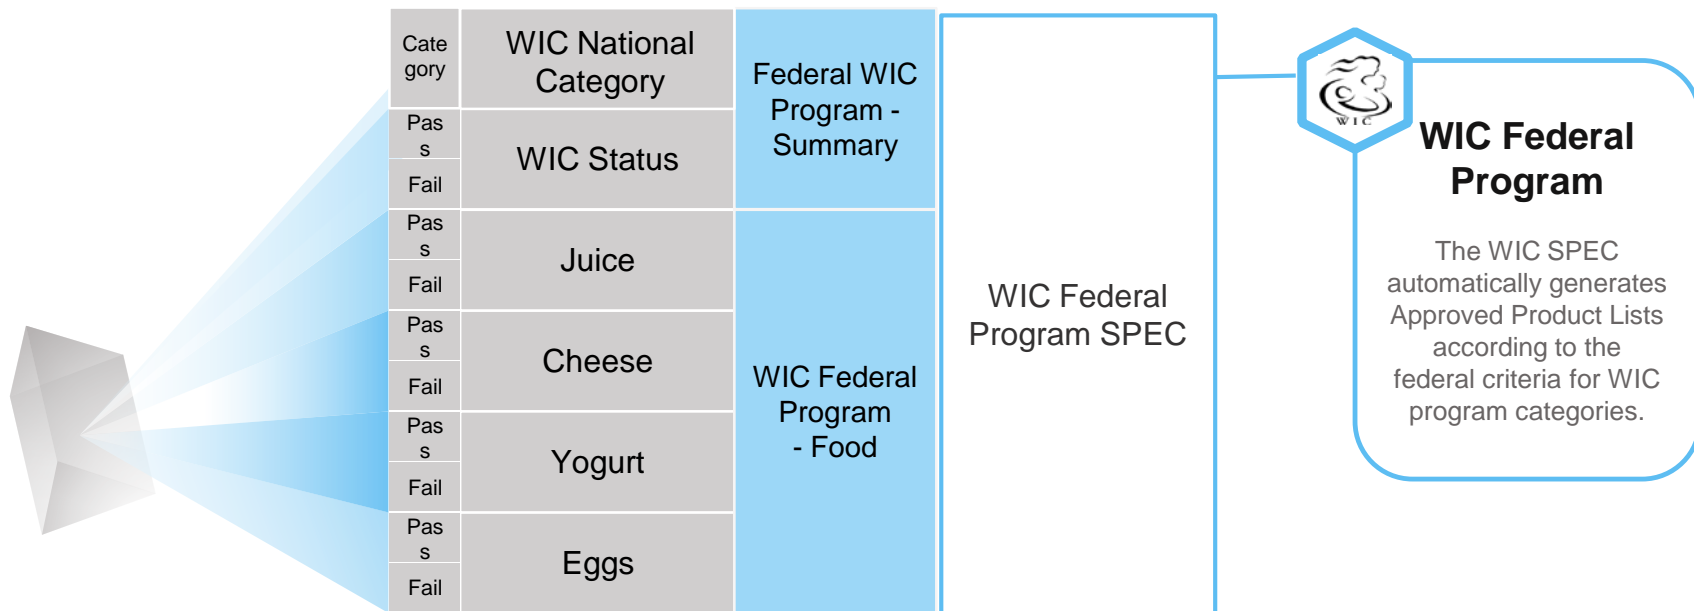 Cate
gory
WIC National
Category
Pas
s
Fail
WIC Status
Federal WIC
Program -
Summary
Pas
s
Fail
Juice
Pas
s
Fail
Cheese
Pas
s
Fail
Yogurt
Pas
s
Fail
Eggs
WIC Federal
Program
- Food
WIC Federal
Program SPEC
WIC
WIC Federal
Program
The WIC SPEC
automatically generates
Approved Product Lists
according to the
federal criteria for WIC
program categories.